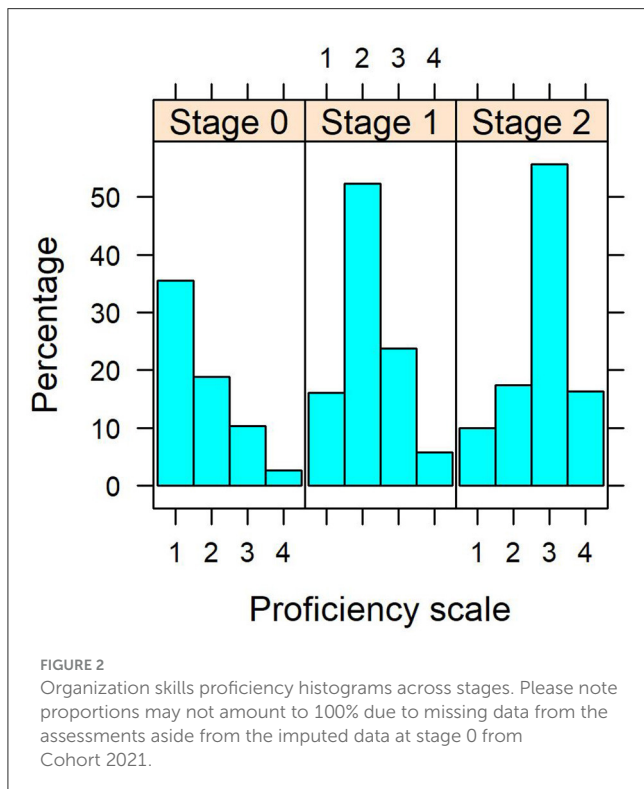 1 2 3 4
Stage 0 Stage 1 Stage 2
50
40
30
20
10
0
Percentage
1 2 3 4 1 2 3 4
Proficiency scale
FIGURE 2
Organization skills proficiency histograms across stages. Please note
proportions may not amount to 100% due to missing data from the
assessments aside from the imputed data at stage 0 from
Cohort 2021.